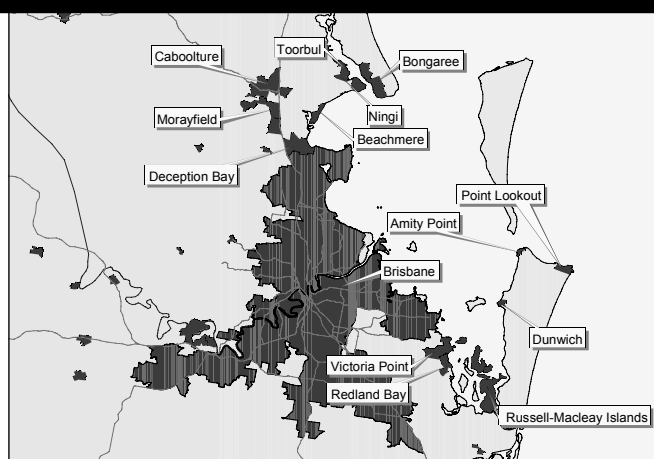 Toorbul
Caboolture
Bongaree
Morayfield
Ningi
Beachmere
Deception Bay
Point Lookout
Amity Point
Brisbane
Dunwich
Victoria Point
Redland Bay
Russell-Macleay Islands